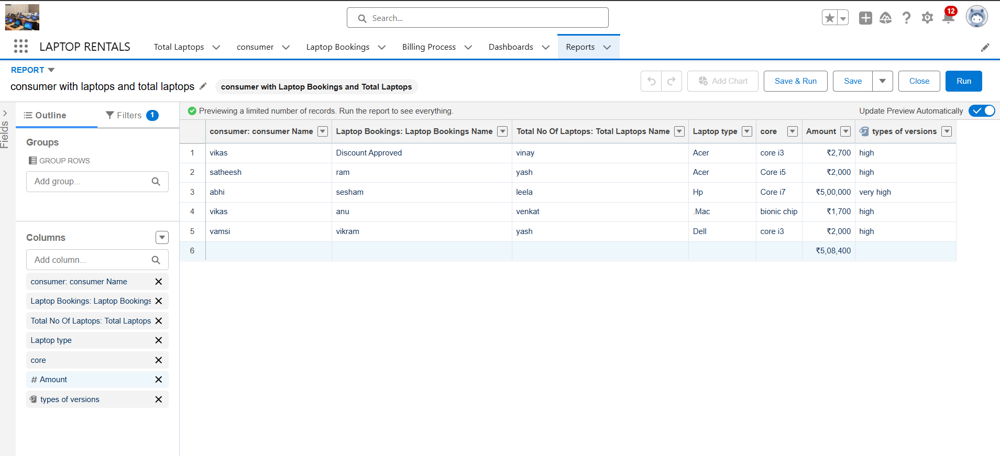 Search...
12
LAPTOP RENTALS Total Laptops consumer Laptop Bookings Billing Process Dashboards Reports
REPORT
consumer with laptops and total laptops consumer with Laptop Bookings and Total Laptops
Add Chart Save & Run Save Close Run
Fields
Outline Filters 1
Previewing a limited number of records. Run the report to see everything. Update Preview Automatically
Groups
GROUP ROWS
Add group...
Columns
Add column...
consumer: consumer Name
Laptop Bookings: Laptop Bookings
Total No Of Laptops: Total Laptops
Laptop type
core
# Amount
types of versions
consumer: consumer Name Laptop Bookings: Laptop Bookings Name Total No Of Laptops: Total Laptops Name Laptop type core Amount types of versions
1 vikas Discount Approved vinay Acer core i3 ₹2,700 high
2 satheesh ram yash Acer Core i5 ₹2,000 high
3 abhi sesham leela Hp Core i7 ₹5,00,000 very high
4 vikas anu venkat .Mac bionic chip ₹1,700 high
5 vamsi vikram yash Dell core i3 ₹2,000 high
6 ₹5,08,400